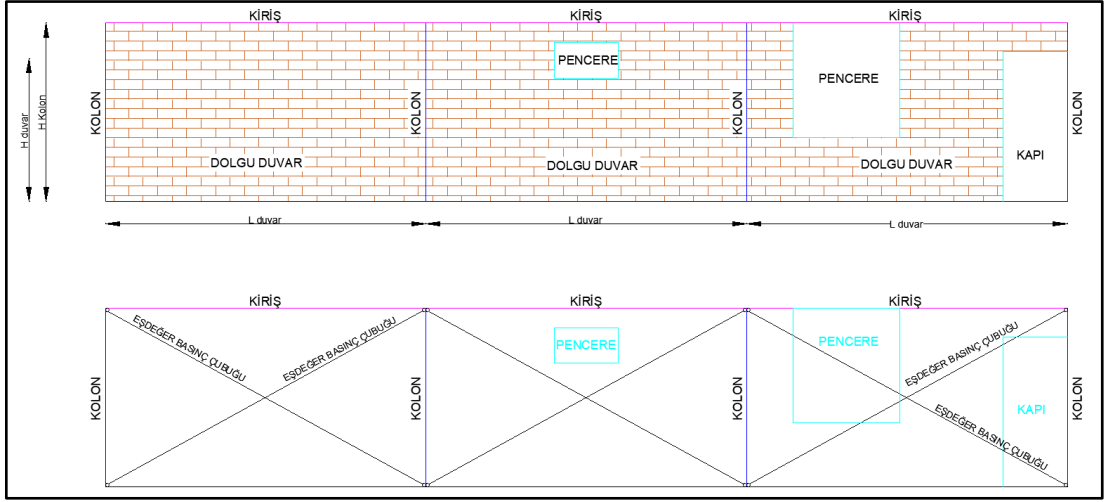 KİRİŞ KİRİŞ KİRİŞ
PENCERE
PENCERE
H duvar
H Kolon
KOLON
KOLON
KOLON
KOLON
DOLGU DUVAR
DOLGU DUVAR
DOLGU DUVAR
KAPI
L duvar
L duvar
L duvar
KİRİŞ KİRİŞ KİRİŞ
EŞDEĞER BASINÇ ÇUBUĞU
EŞDEĞER BASINÇ ÇUBUĞU
PENCERE
PENCERE
EŞDEĞER BASINÇ ÇUBUĞU
EŞDEĞER BASINÇ ÇUBUĞU
KOLON
KOLON
KOLON
KOLON
KAPI